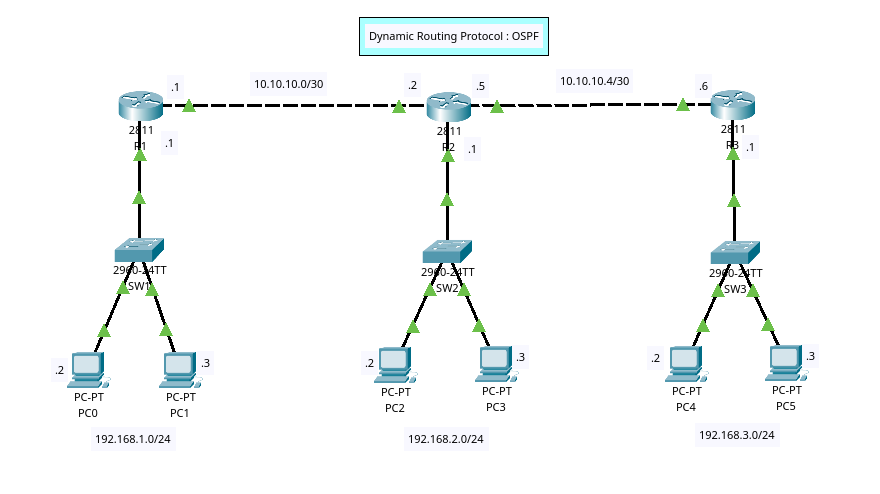 Dynamic Routing Protocol : OSPF
.1
10.10.10.0/30
.2
.5
10.10.10.4/30
.6
2811
R1
.1
2811
R2
.1
2811
R3
.1
2960-24TT
SW1
2960-24TT
SW2
2960-24TT
SW3
.2
.3
.2
.3
.2
.3
PC-PT
PC0
PC-PT
PC1
PC-PT
PC2
PC-PT
PC3
PC-PT
PC4
PC-PT
PC5
192.168.1.0/24
192.168.2.0/24
192.168.3.0/24